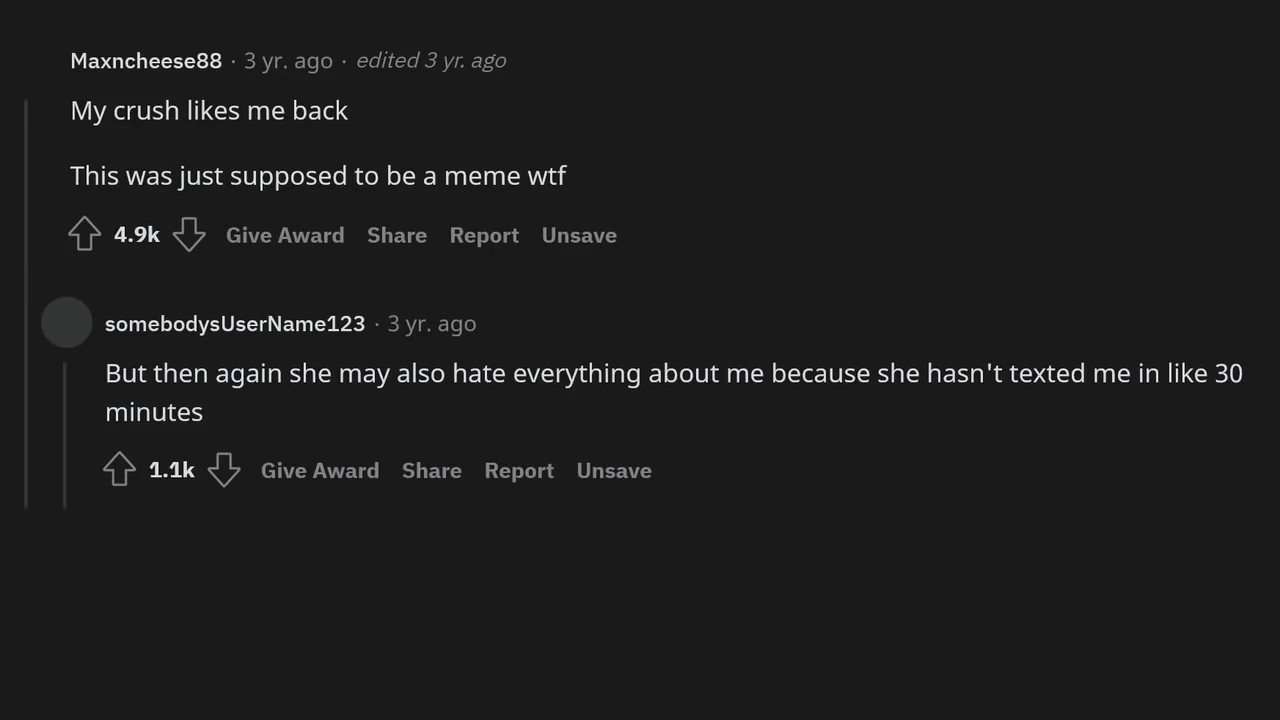 Maxncheese88 · 3 yr. ago · edited 3 yr. ago
My crush likes me back
This was just supposed to be a meme wtf
4.9k Give Award Share Report Unsave
somebodysUserName123 · 3 yr. ago
But then again she may also hate everything about me because she hasn't texted me in like 30
minutes
1.1k Give Award Share Report Unsave